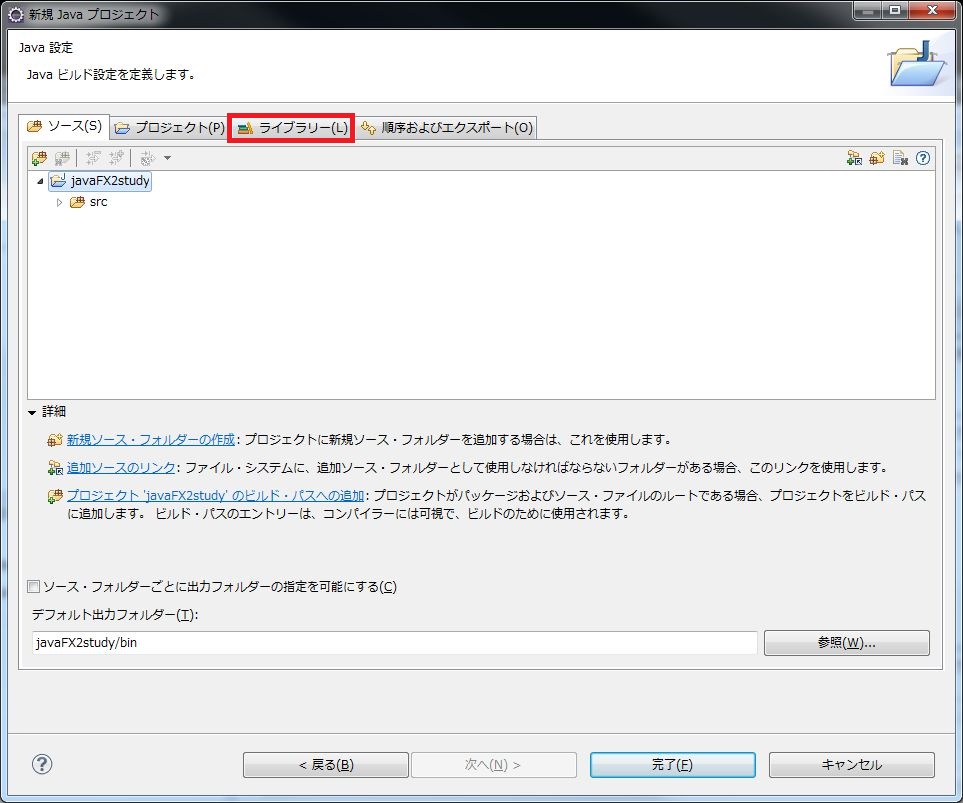 新規 Java プロジェクト
Java 設定
Java ビルド設定を定義します。
ソース(S) プロジェクト(P) ライブラリー(L) 順序およびエクスポート(O)
?
javaFX2study
src
詳細
新規ソース・フォルダーの作成: プロジェクトに新規ソース・フォルダーを追加する場合は、これを使用します。
追加ソースのリンク: ファイル・システムに、追加ソース・フォルダーとして使用しなければならないフォルダーがある場合、このリンクを使用します。
プロジェクト 'javaFX2study' のビルド・パスへの追加: プロジェクトがパッケージおよびソース・ファイルのルートである場合、プロジェクトをビルド・パス
に追加します。 ビルド・パスのエントリーは、コンパイラーには可視で、ビルドのために使用されます。
ソース・フォルダーごとに出力フォルダーの指定を可能にする(C)
デフォルト出力フォルダー(T):
javaFX2study/bin 参照(W)...
? < 戻る(B) 次へ(N) > 完了(F) キャンセル